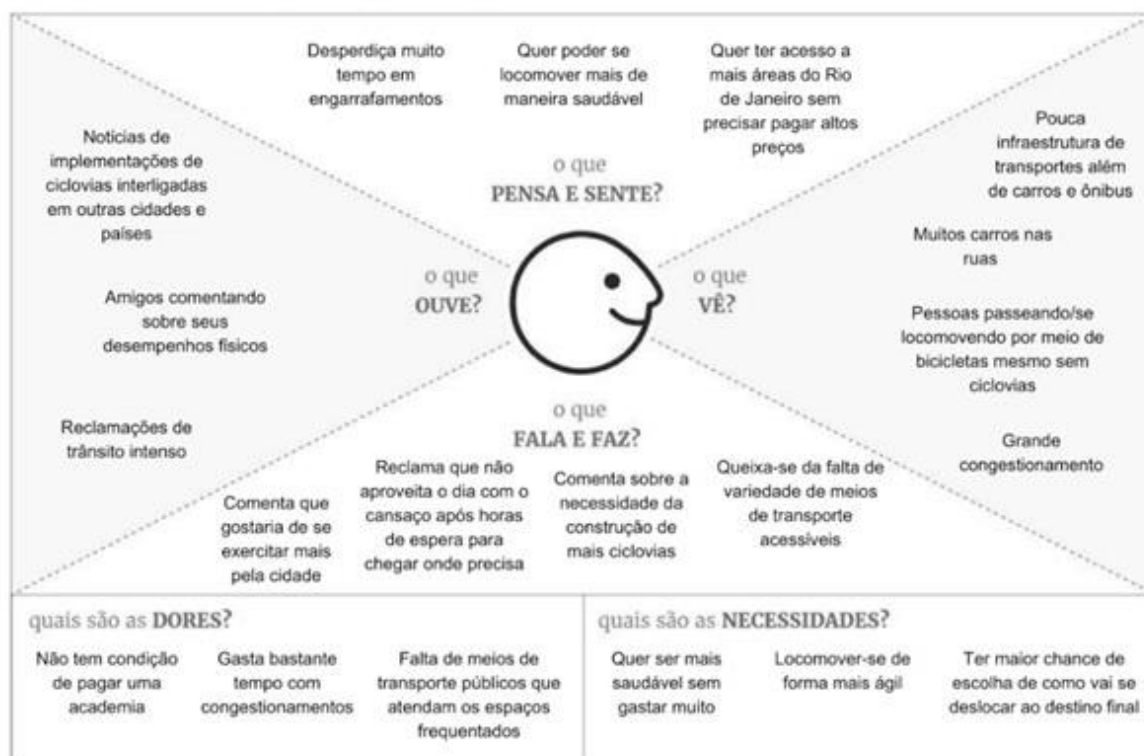 Desperdiça muito
tempo em
engarrafamentos
Quer poder se
locomover mais de
maneira saudável
Quer ter acesso a
mais áreas do Rio
de Janeiro sem
precisar pagar altos
preços
o que
PENSA E SENTE?
Notícias de
implementações de
ciclovias interligadas
em outras cidades e
países
Amigos comentando
sobre seus
desempenhos físicos
Reclamações de
trânsito intenso
o que
OUVE?
o que
VÊ?
Pouca
infraestrutura de
transportes além
de carros e ônibus
Muitos carros nas
ruas
Pessoas passeando/se
locomovendo por meio de
bicicletas mesmo sem
ciclovias
Grande
congestionamento
o que
FALA E FAZ?
Comenta que
gostaria de se
exercitar mais
pela cidade
Reclama que não
aproveita o dia com o
cansaço após horas
de espera para
chegar onde precisa
Comenta sobre a
necessidade da
construção de
mais ciclovias
Queixa-se da falta de
variedade de meios
de transporte
acessíveis
quais são as DORES?
Não tem condição
de pagar uma
academia
Gasta bastante
tempo com
congestionamentos
Falta de meios de
transporte públicos que
atendam os espaços
frequentados
quais são as NECESSIDADES?
Quer ser mais
saudável sem
gastar muito
Locomover-se de
forma mais ágil
Ter maior chance de
escolha de como vai se
deslocar ao destino final